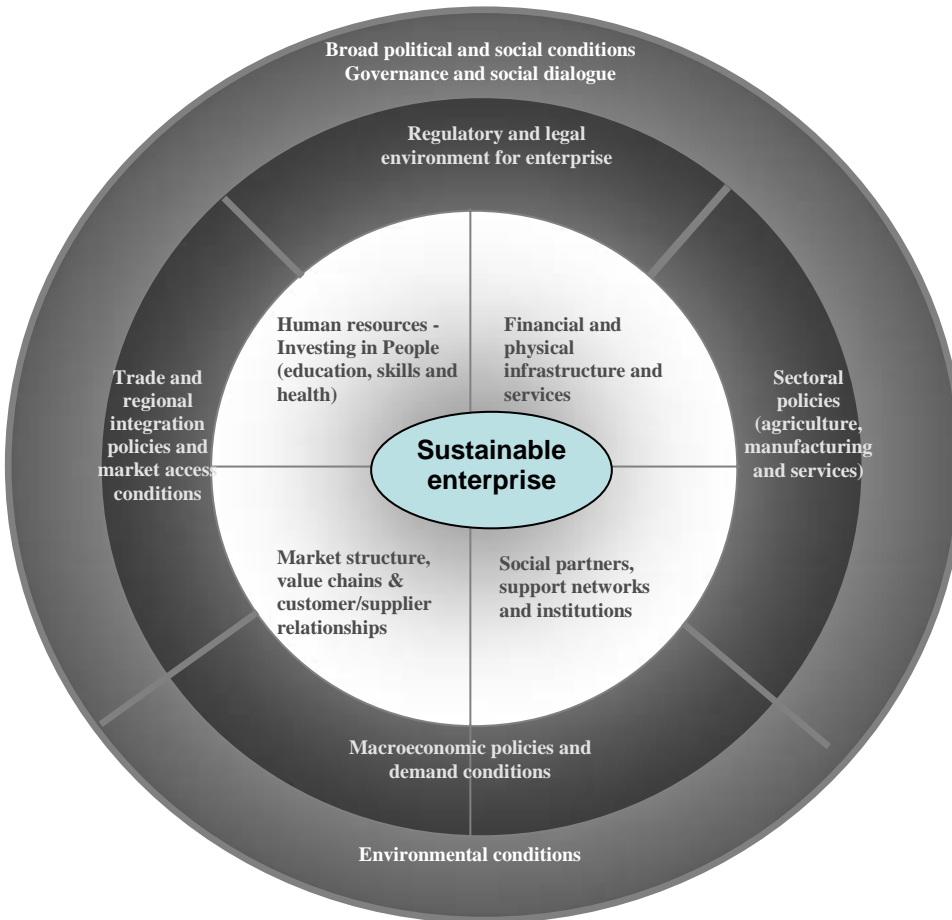 Broad political and social conditions
Governance and social dialogue
Regulatory and legal
environment for enterprise
Human resources -
Investing in People
(education, skills and
health)
Financial and
physical
infrastructure and
services
Trade and
regional
integration
policies and
market access
conditions
Sectoral
policies
(agriculture,
manufacturing
and services)
Sustainable
enterprise
Market structure,
value chains &
customer/supplier
relationships
Social partners,
support networks
and institutions
Macroeconomic policies and
demand conditions
Environmental conditions